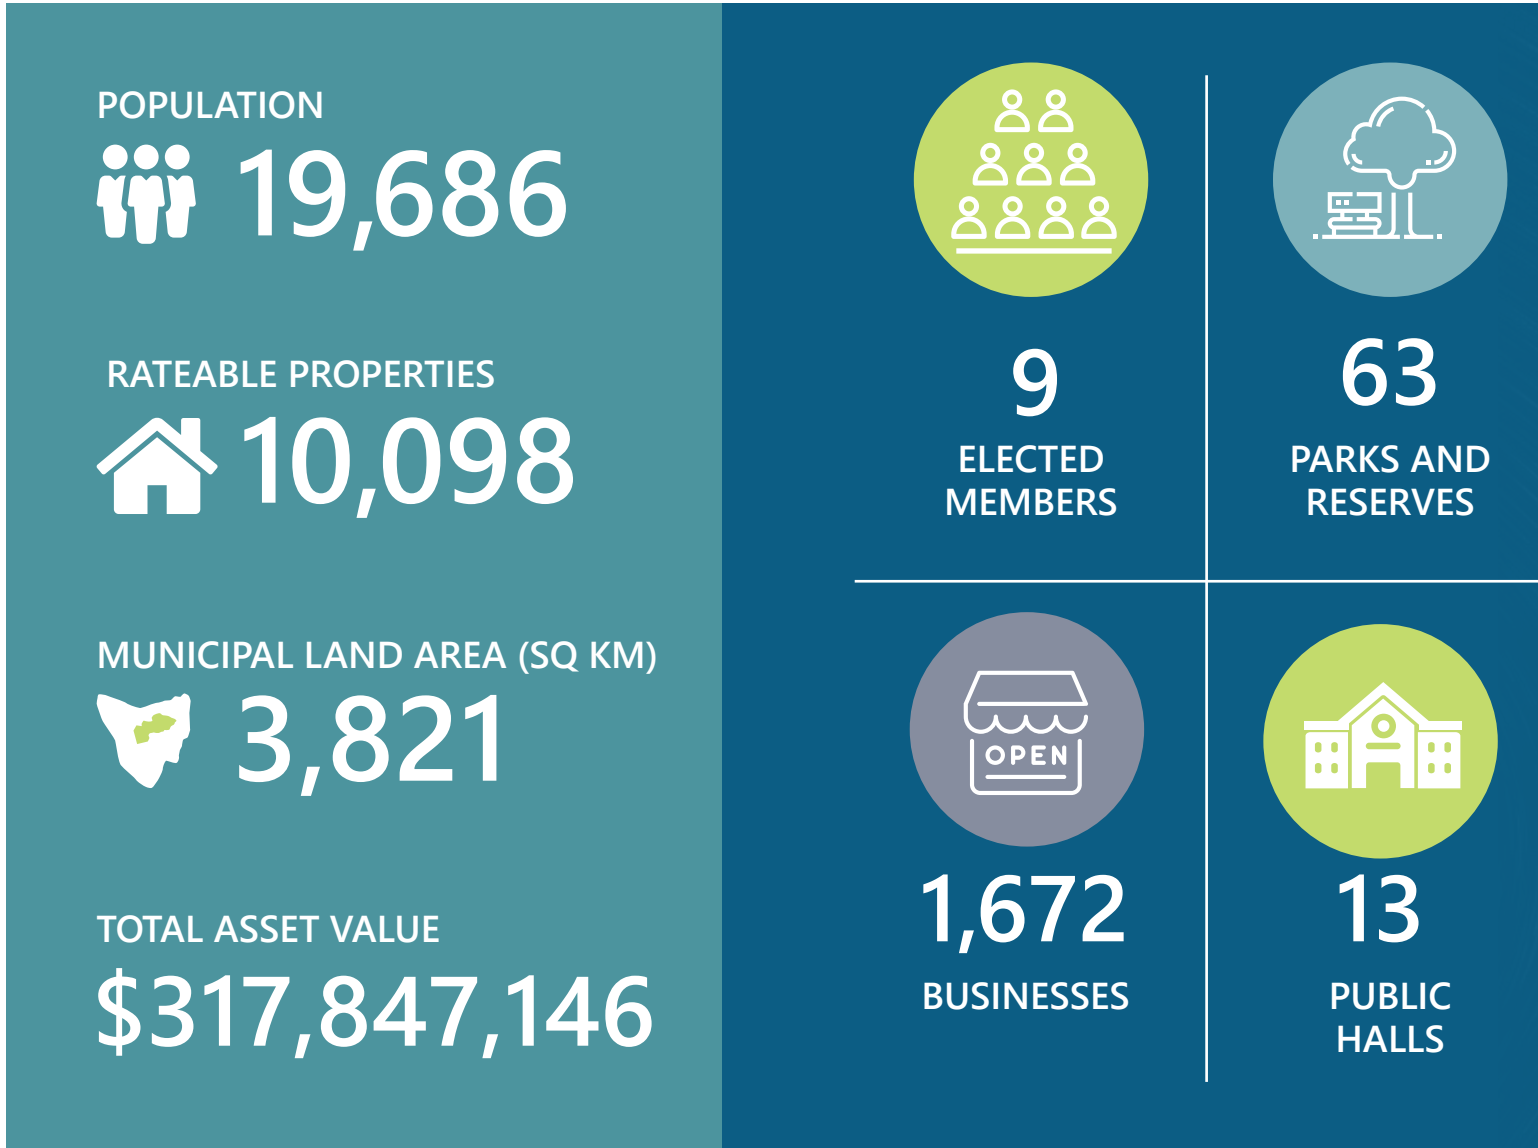 POPULATION
19,686
RATEABLE PROPERTIES
10,098
MUNICIPAL LAND AREA (SQ KM)
3,821
TOTAL ASSET VALUE
$317,847,146
9
ELECTED
MEMBERS
63
PARKS AND
RESERVES
OPEN
1,672
BUSINESSES
13
PUBLIC
HALLS